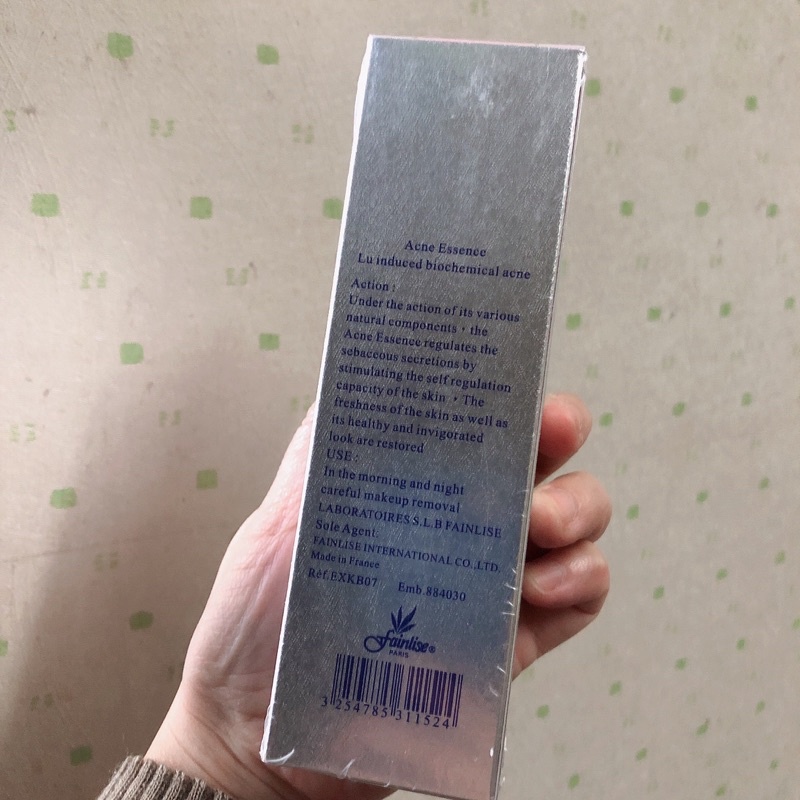 Acne Essence
Lu induced biochemical acne
Action :
Under the action of its various
natural components , the
Acne Essence regulates the
sebaceous secretions by
stimulating the self regulation
capacity of the skin , The
freshness of the skin as well as
its healthy and invigorated
look are restored
USE :
In the morning and night
careful makeup removal
LABORATOIRES S.L.B FAINLISE
Sole Agent.
FAINLISE INTERNATIONAL CO.,LTD.
Made in France
Réf.EXKB07 Emb.884030
fainlise®
PARIS
3 254785 311524